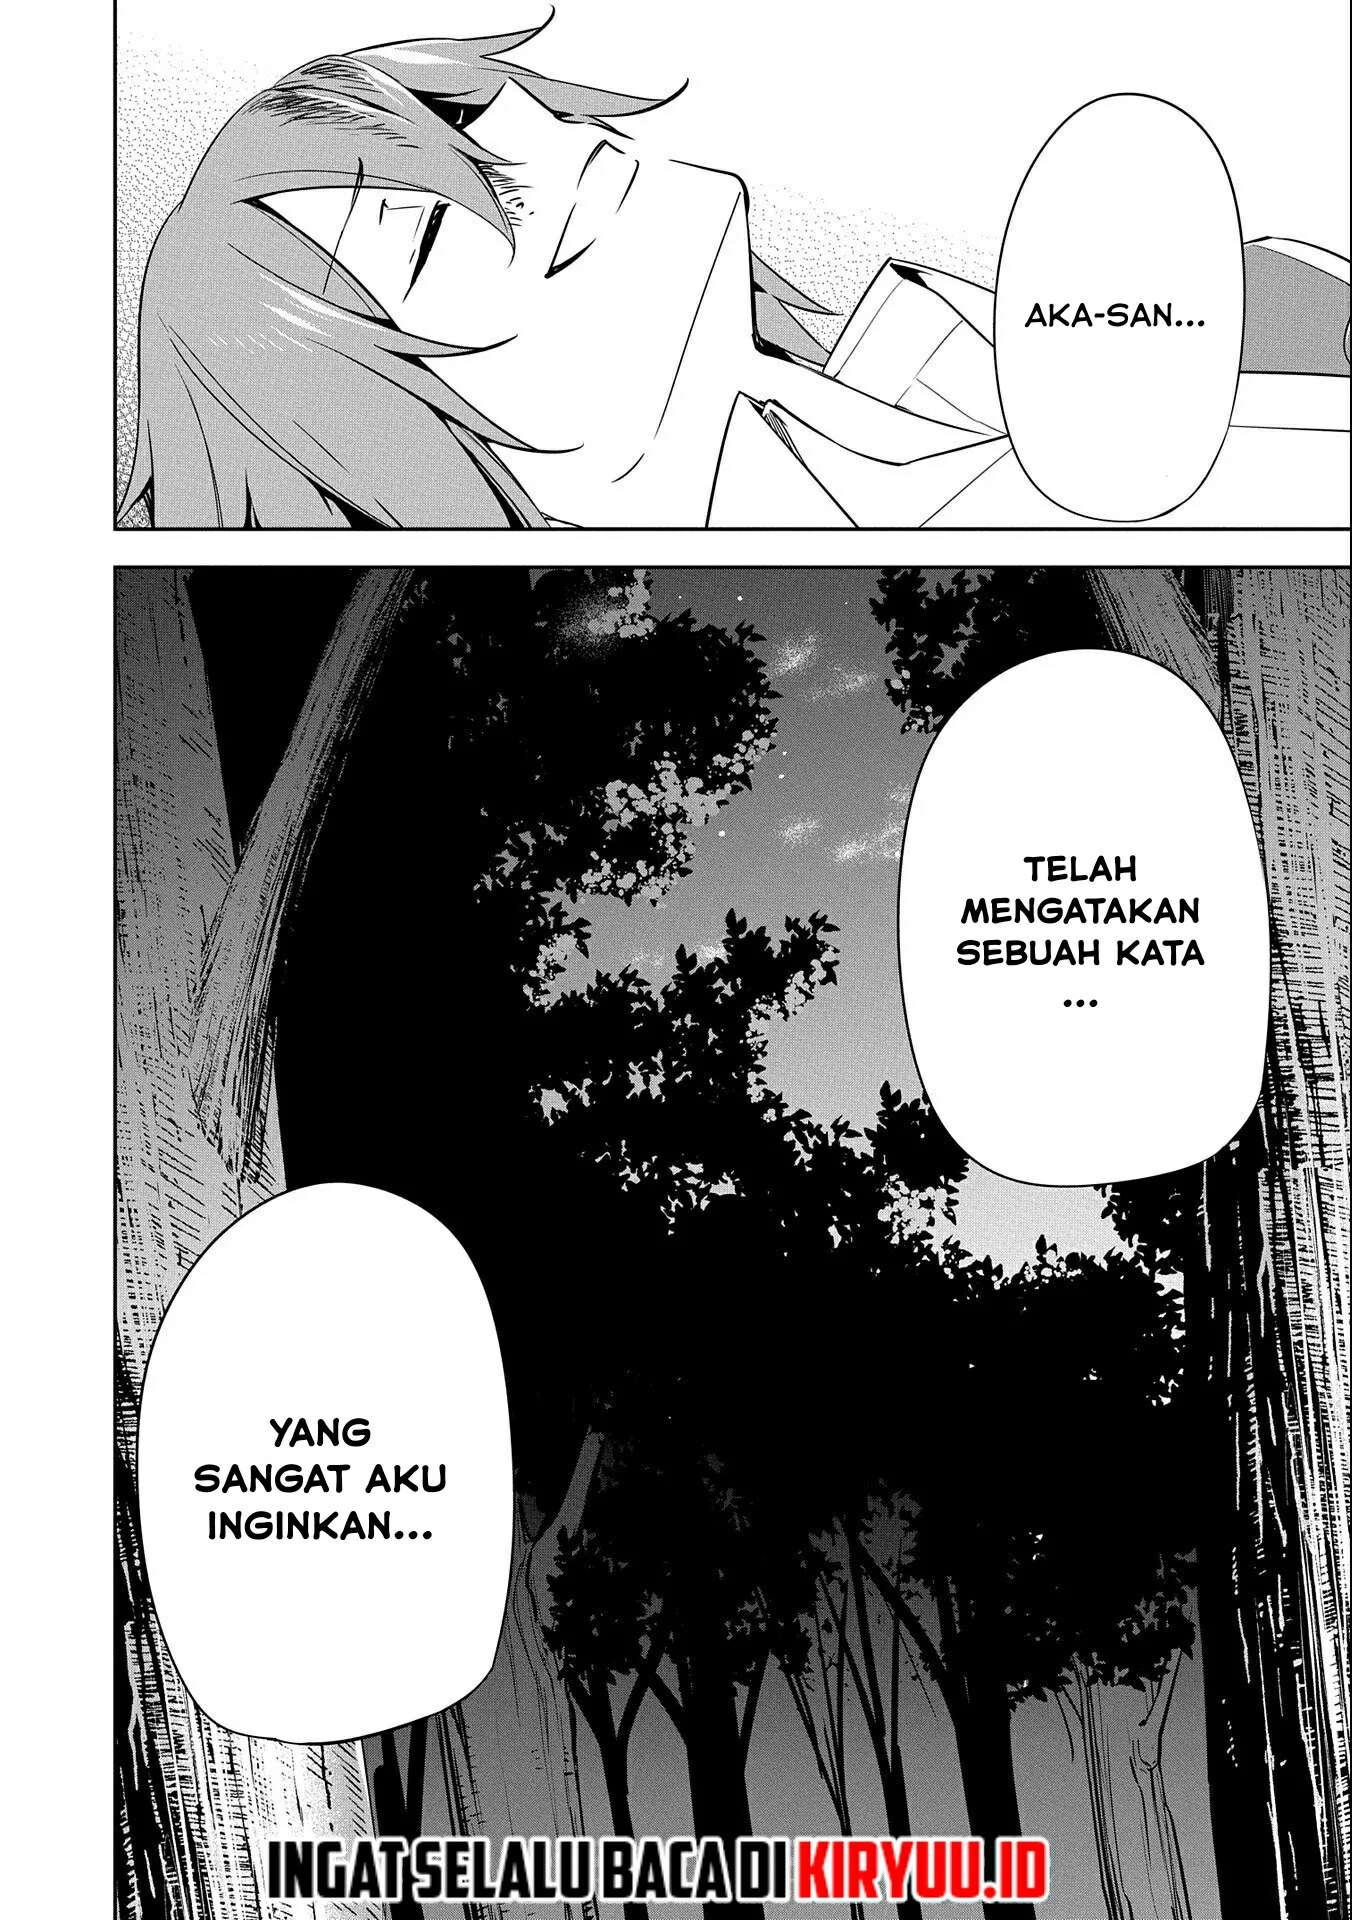 AKA-SAN...
TELAH
MENGATAKAN
SEBUAH KATA
...
YANG
SANGAT AKU
INGINKAN...
INGAT SELALU BACA DI KIRYUU.ID